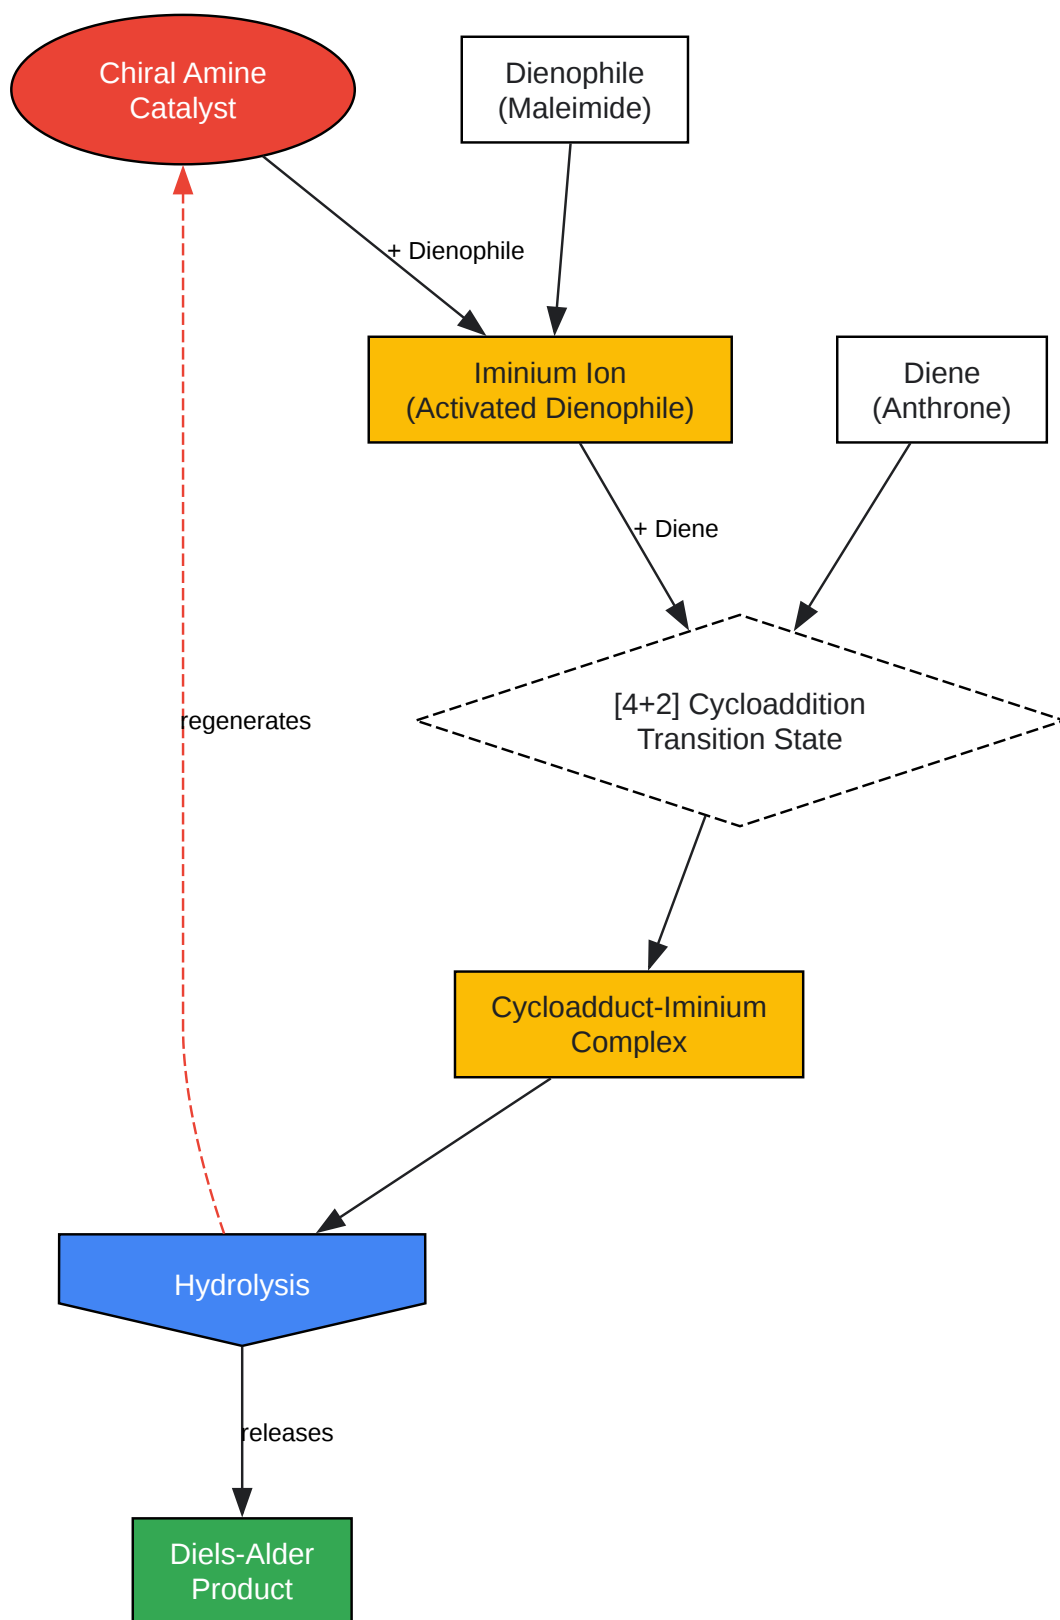 Chiral Amine
Catalyst
Dienophile
(Maleimide)
+ Dienophile
Iminium Ion
(Activated Dienophile)
Diene
(Anthrone)
+ Diene
[4+2] Cycloaddition
Transition State
regenerates
Cycloadduct-Iminium
Complex
Hydrolysis
releases
Diels-Alder
Product